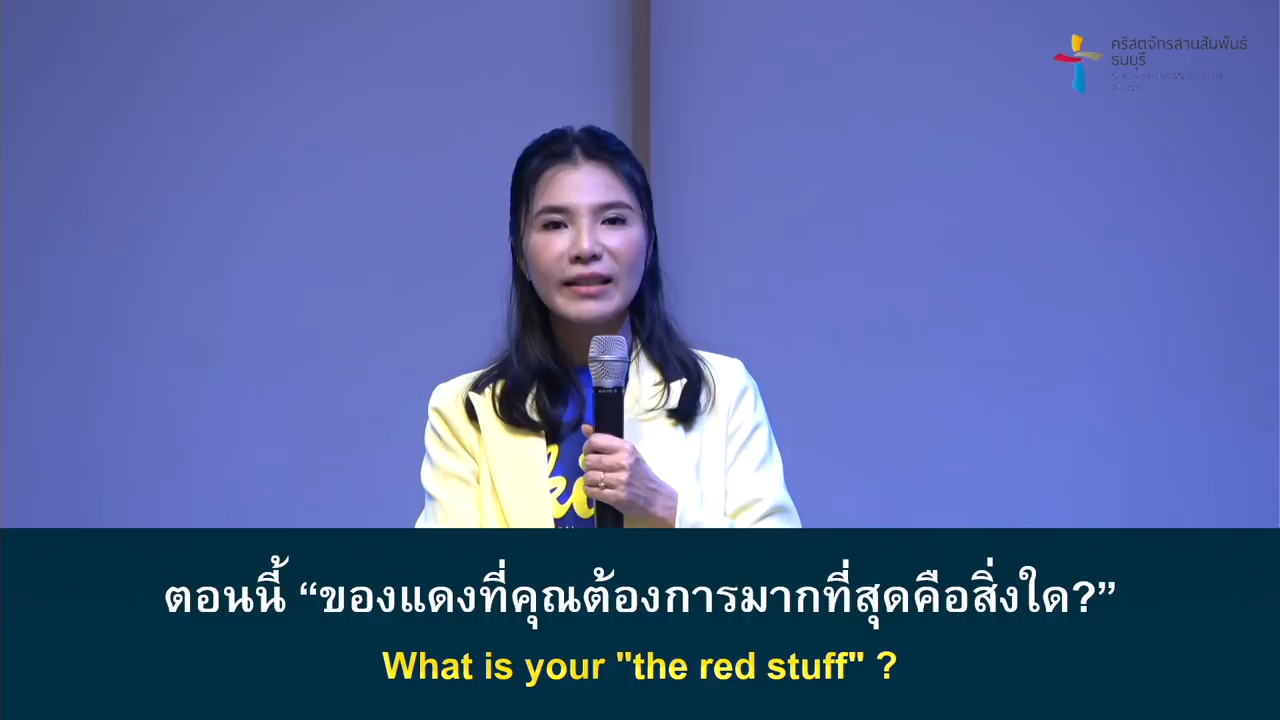 คริสตจักรสานสัมพันธ์
ธนบุรี
ki
ตอนนี้ “ของแดงที่คุณต้องการมากที่สุดคือสิ่งใด?”
What is your "the red stuff" ?